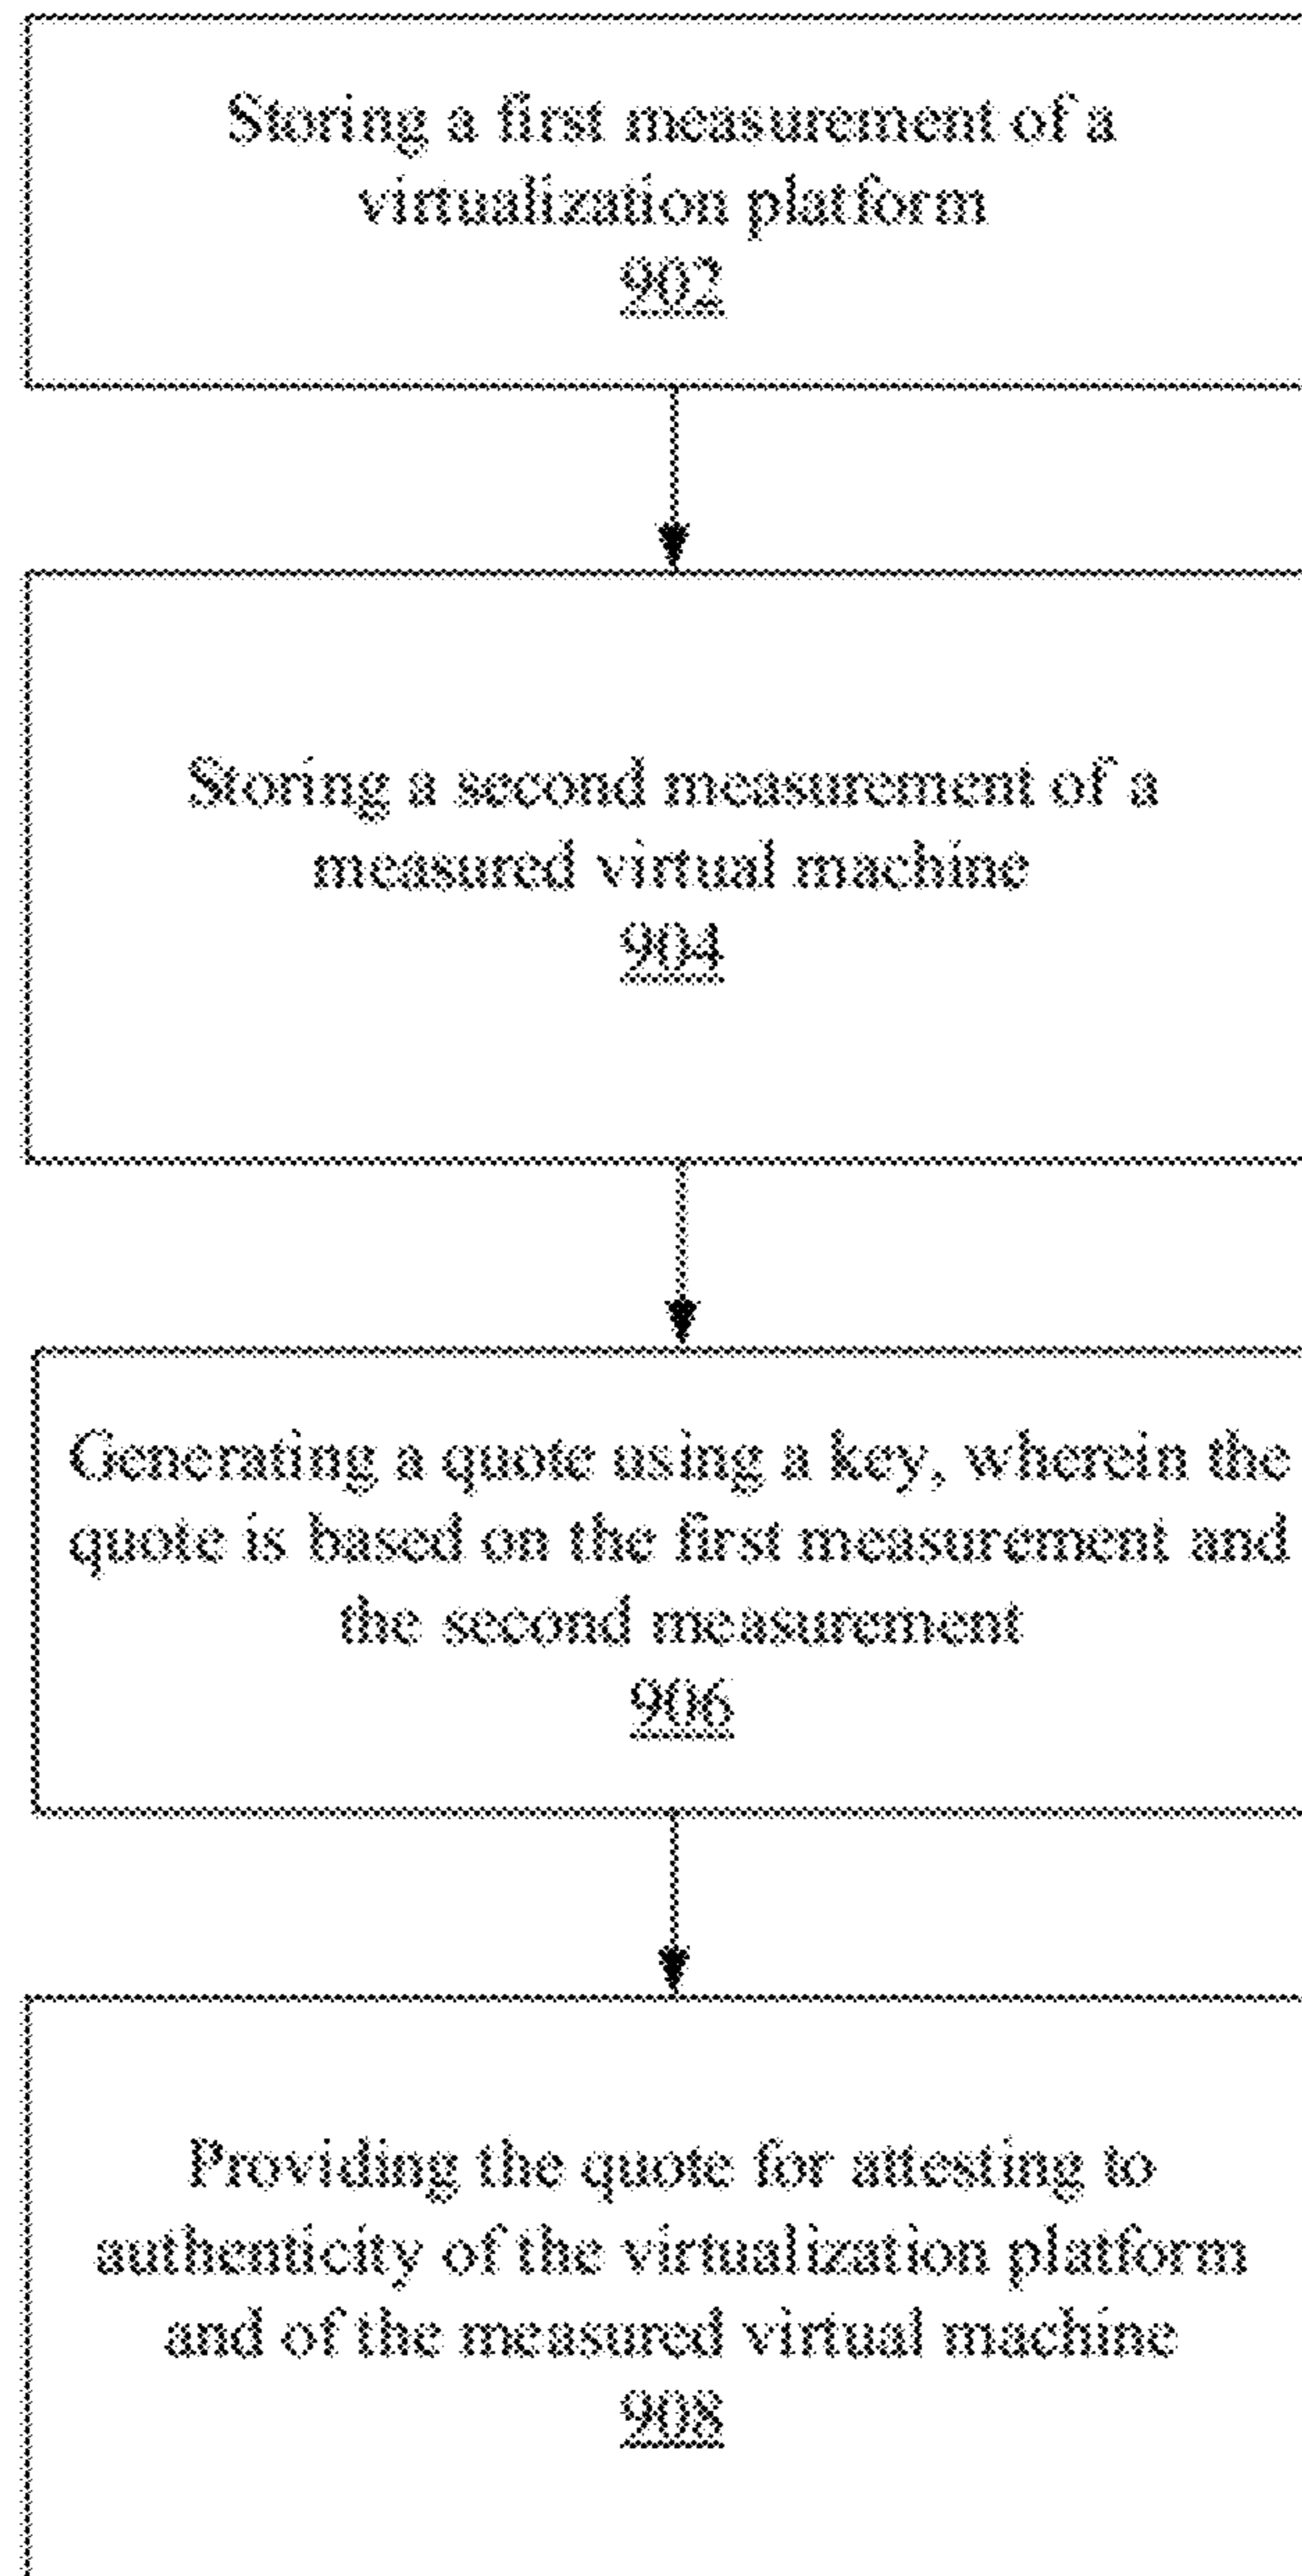 Storing a first measurement of a
virtualization platform
902
Storing a second measurement of a
measured virtual machine
904
Generating a quote using a key, wherein the
quote is based on the first measurement and
the second measurement
906
Providing the quote for attesting to
authenticity of the virtualization platform
and of the measured virtual machine
908